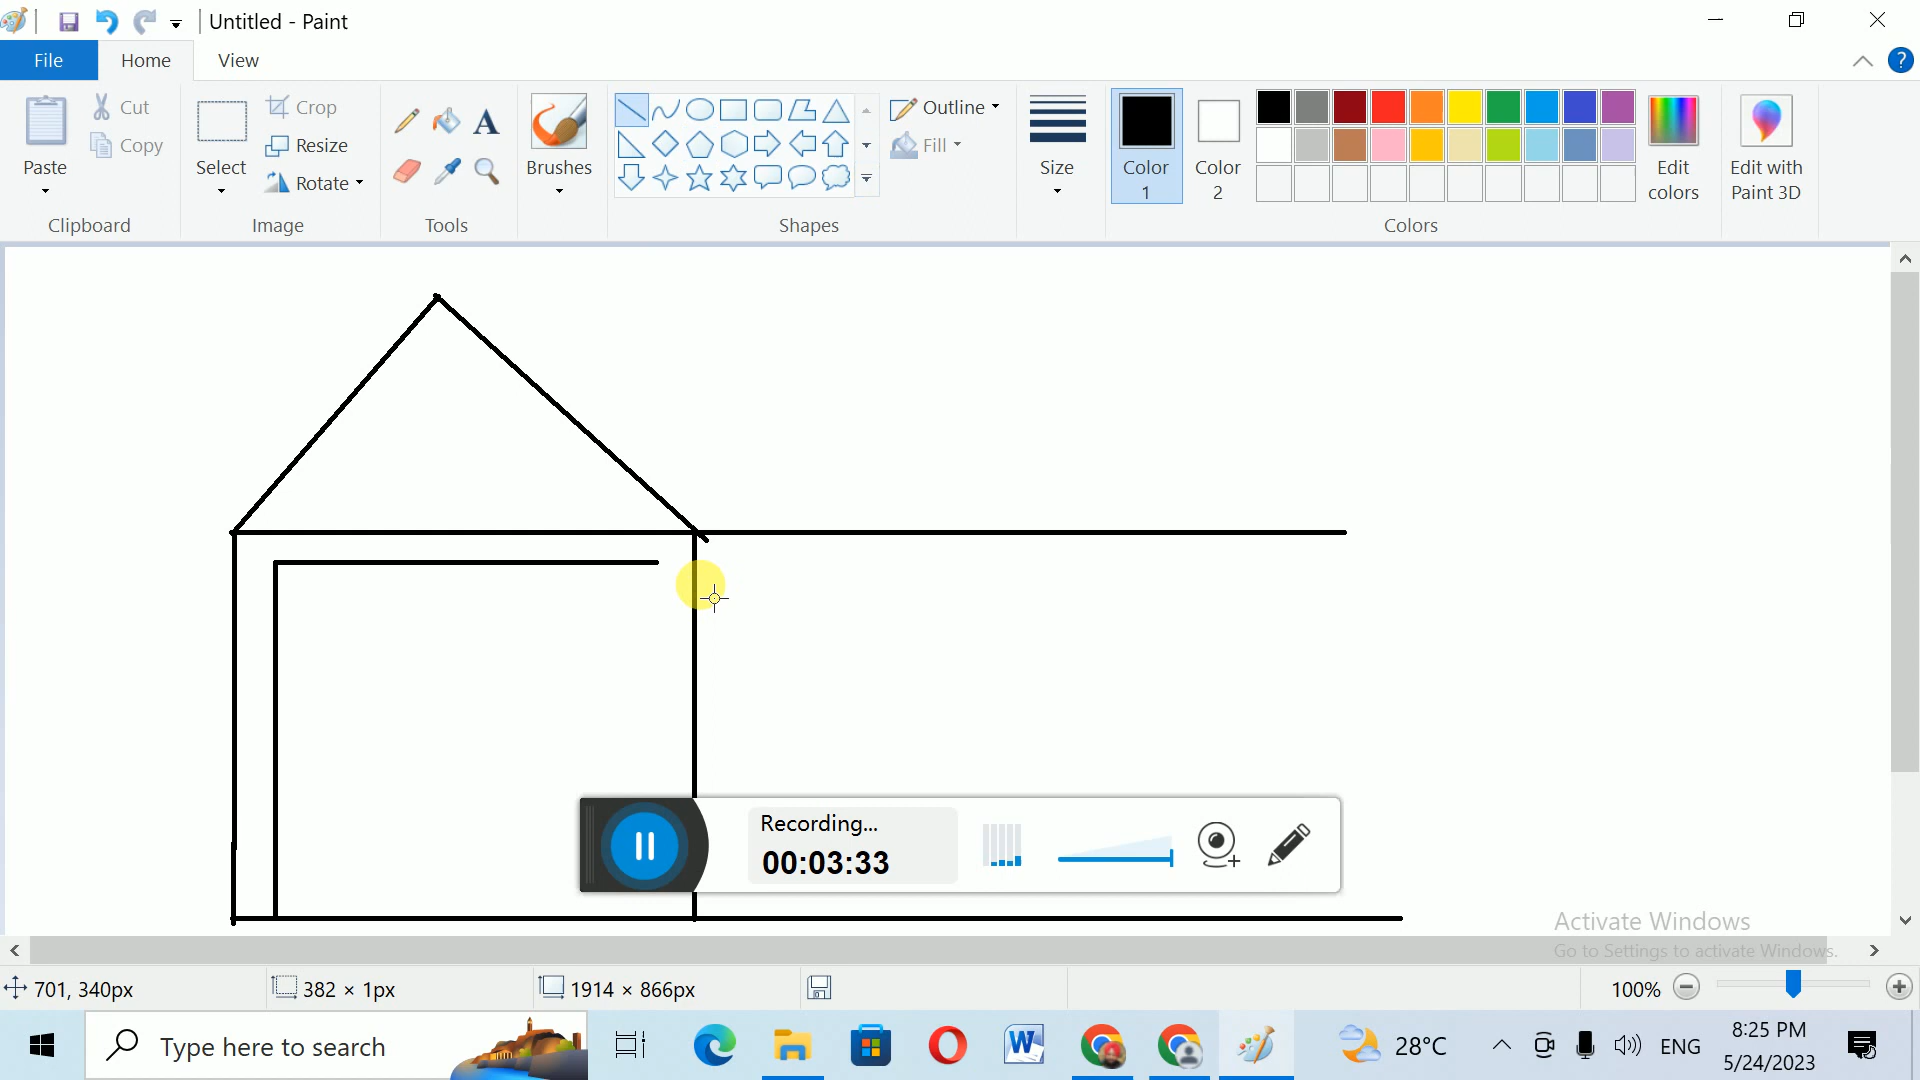 Untitled - Paint
File
Home
View
?
Paste
Cut
Copy
Clipboard
Select
Crop
Resize
Rotate
Image
A
Tools
Brushes
Shapes
Outline
Fill
Size
Color
1
Color
2
Edit
colors
Colors
Edit with
Paint 3D
Recording...
00:03:33
Activate Windows
Go to Settings to activate Windows.
701, 340px
382 × 1px
1914 × 866px
100%
Type here to search
W
28°C
ENG
8:25 PM
5/24/2023